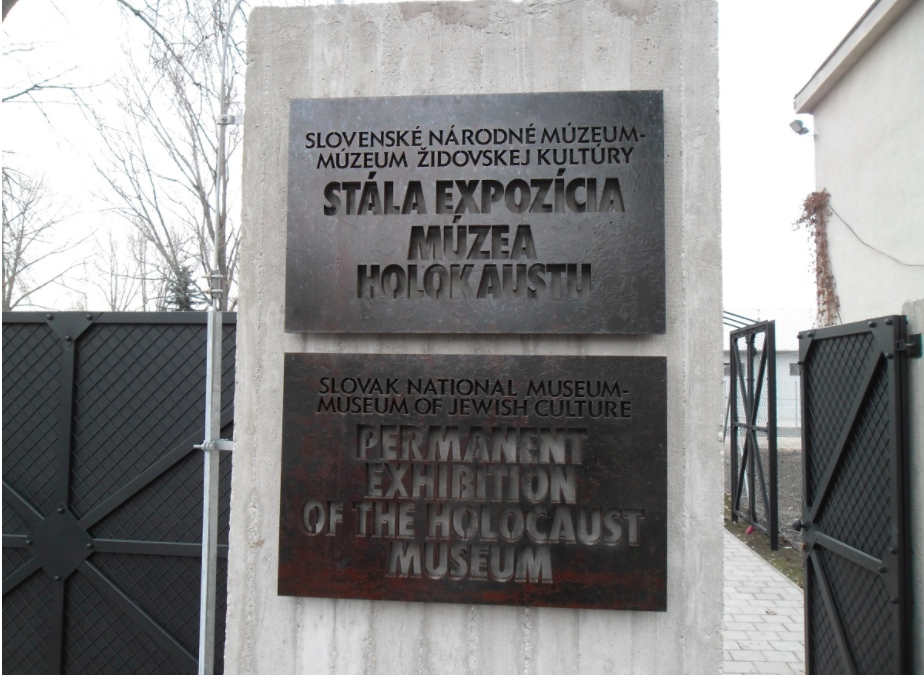 SLOVENSKÉ NÁRODNÉ MÚZEUM-
MÚZEUM ŽIDOVSKEJ KULTÚRY
STÁLA EXPOZÍCIA
MÚZEA
HOLOKAUSTU
SLOVAK NATIONAL MUSEUM-
MUSEUM OF JEWISH CULTURE
PERMANENT
EXHIBITION
OF THE HOLOCAUST
MUSEUM